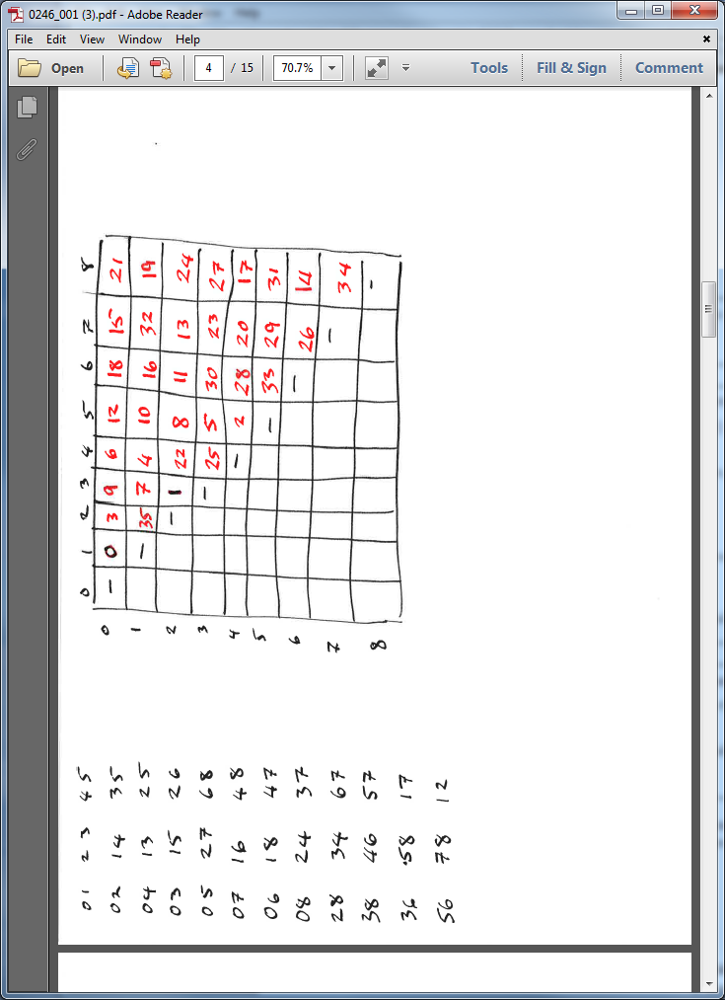 0246_001 (3).pdf - Adobe Reader
File Edit View Window Help
Open 4 / 15 70.7% Tools Fill & Sign Comment
01 23 45
02 14 35
04 13 25
03 15 26
05 27 68
07 16 48
06 18 47
08 24 37
28 34 67
38 46 57
36 58 17
56 78 12
0 1 2 3 4 5 6 7 8
0 – 0 3 9 6 12 18 15 21
1 – 35 7 4 10 16 32 19
2 – 1 22 8 11 13 24
3 – 25 5 30 23 27
4 – 2 28 20 17
5 – 33 29 31
6 – 26 14
7 – 34
8 –